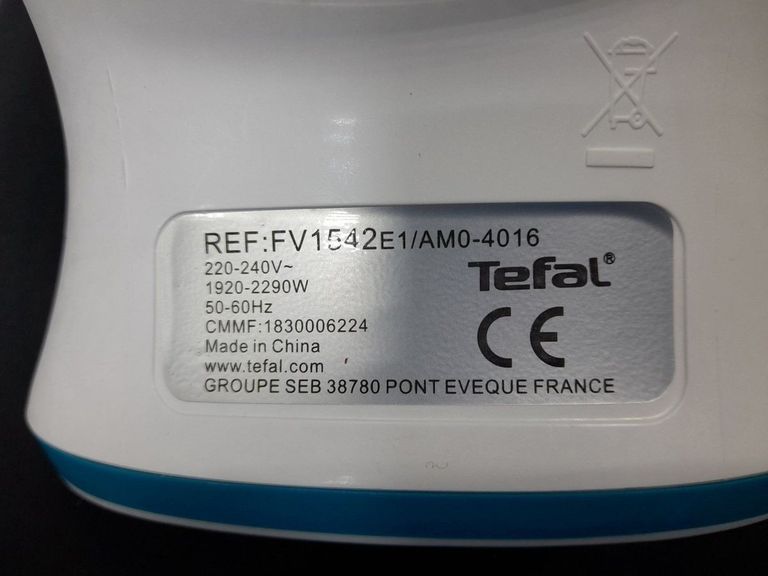 REF:FV1542E1/AM0-4016
220-240V~
1920-2290W
50-60Hz
CMMF:1830006224
Made in China
www.tefal.com
GROUPE SEB 38780 PONT EVEQUE FRANCE
Tefal®
CE